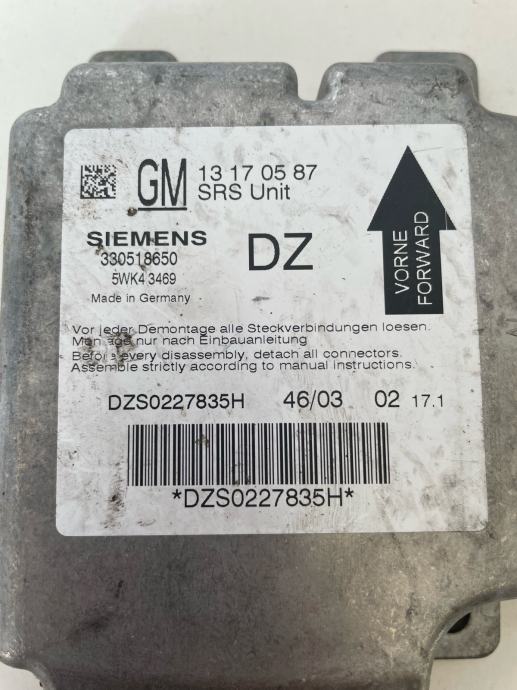 GM 13 17 05 87
SRS Unit
SIEMENS DZ
330518650
5WK4 3469
Made in Germany
VORNE
FORWARD
Vor jeder Demontage alle Steckverbindungen loesen.
Montage nur nach Einbauanleitung
Before every disassembly, detach all connectors.
Assemble strictly according to manual instructions.
DZS0227835H 46/03 02 17.1
*DZS0227835H*